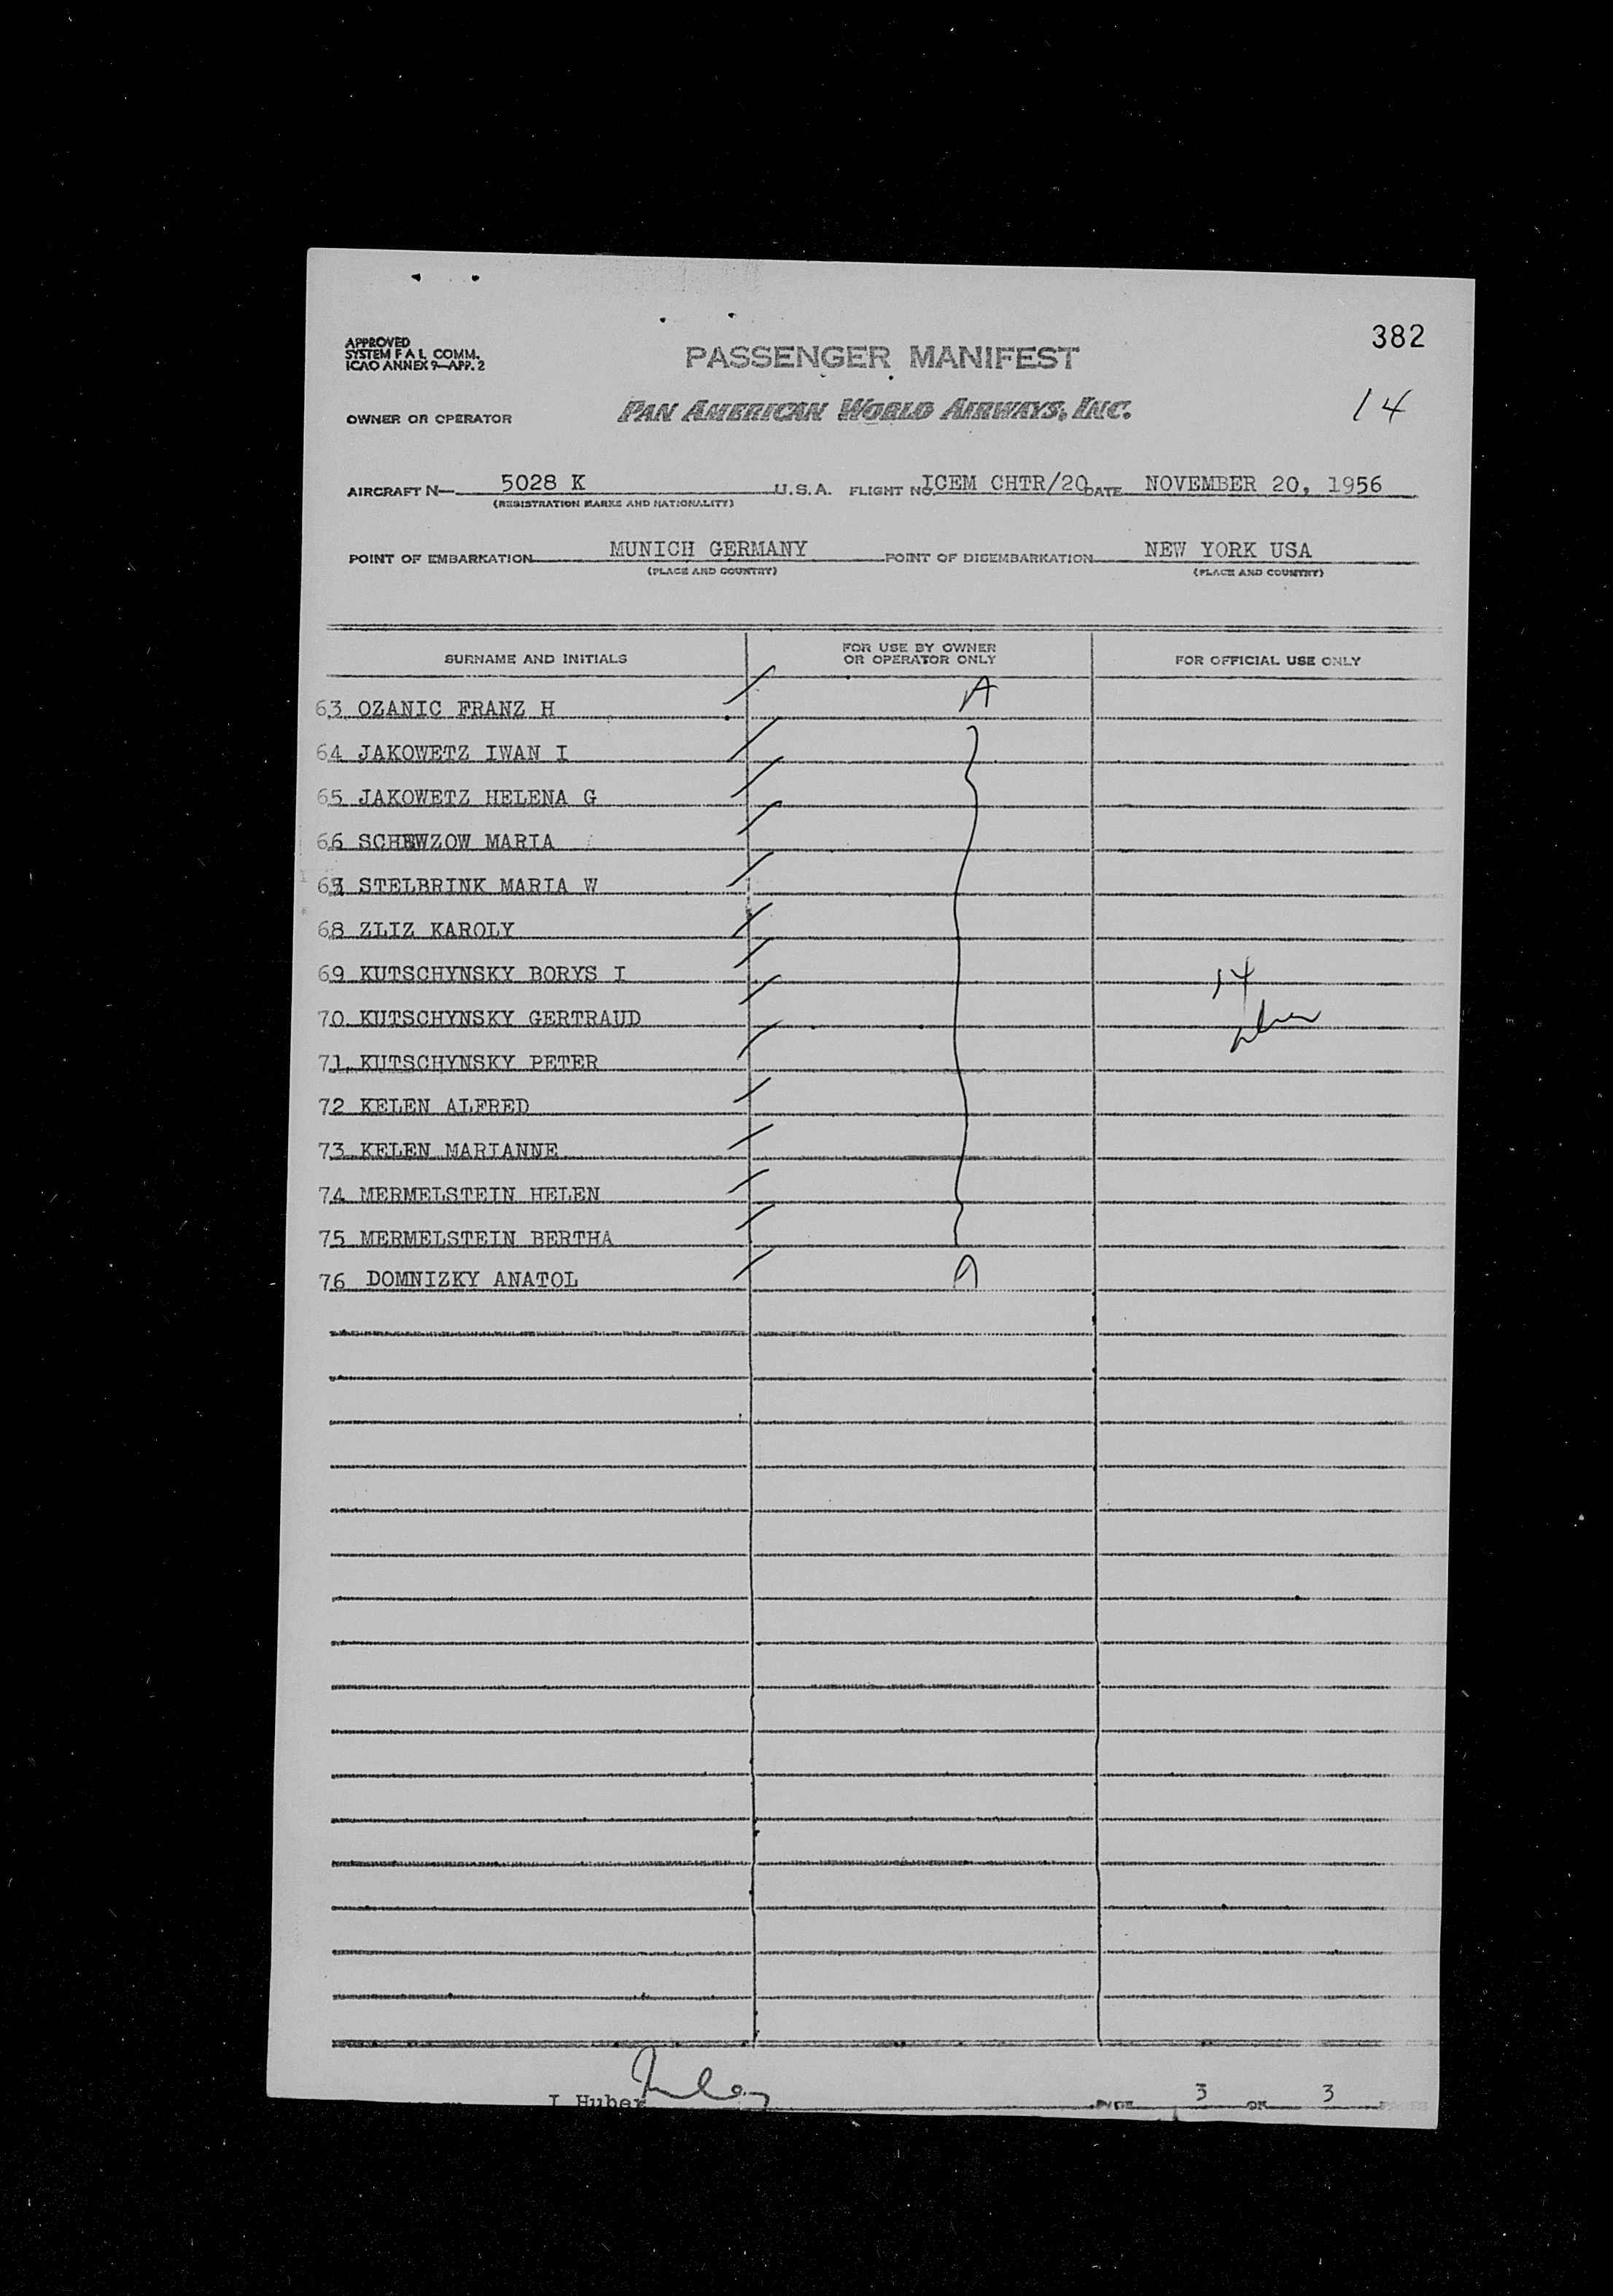 382
APPROVED
SYSTEM F A L COMM.
ICAO ANNEX 9—APP. 2
PASSENGER MANIFEST
14
OWNER OR OPERATOR
PAN AMERICAN WORLD AIRWAYS, INC.
AIRCRAFT N— 5028 K U.S.A. FLIGHT NO. ICEM CHTR/20 DATE NOVEMBER 20, 1956
(REGISTRATION MARKS AND NATIONALITY)
POINT OF EMBARKATION MUNICH GERMANY POINT OF DISEMBARKATION NEW YORK USA
(PLACE AND COUNTRY) (PLACE AND COUNTRY)
SURNAME AND INITIALS FOR USE BY OWNER OR OPERATOR ONLY FOR OFFICIAL USE ONLY
63 OZANIC FRANZ H A
64 JAKOWETZ IWAN I
65 JAKOWETZ HELENA G
66 SCHEWZOW MARIA
67 STELBRINK MARIA W
68 ZLIZ KAROLY
69 KUTSCHYNSKY BORYS I 14
70 KUTSCHYNSKY GERTRAUD
71 KUTSCHYNSKY PETER
72 KELEN ALFRED
73 KELEN MARIANNE
74 MERMELSTEIN HELEN
75 MERMELSTEIN BERTHA
76 DOMNIZKY ANATOL A
I Huber PAGE 3 OF 3 PAGES